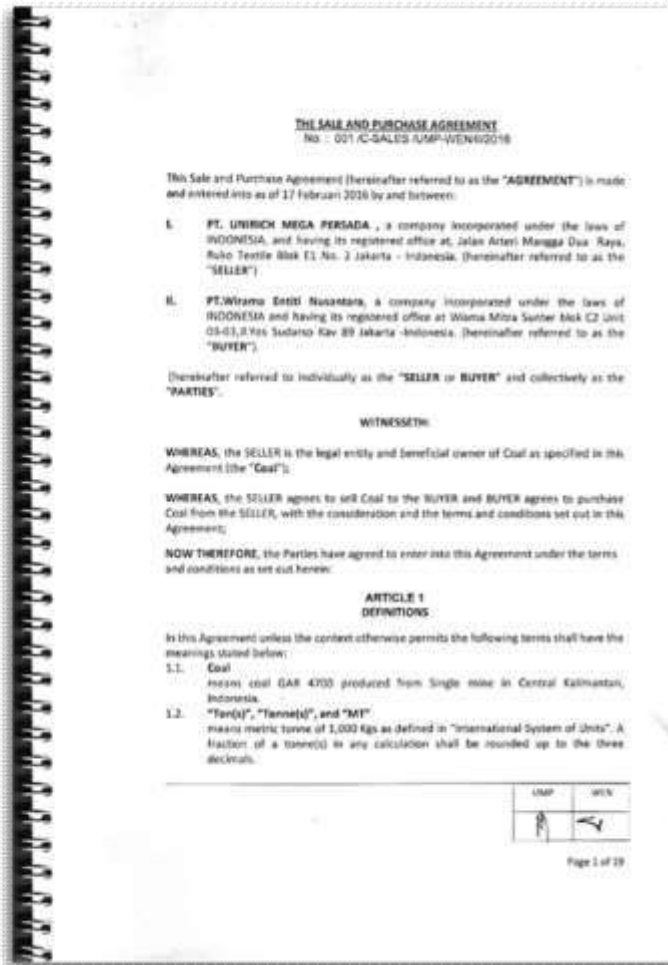 THE SALE AND PURCHASE AGREEMENT
No. : 001 /C-SALES /UMP-WEN/II/2016
This Sale and Purchase Agreement (hereinafter referred to as the "AGREEMENT") is made
and entered into as of 17 Februari 2016 by and between:
I. PT. UNIRICH MEGA PERSADA , a company incorporated under the laws of
INDONESIA, and having its registered office at, Jalan Arteri Mangga Dua Raya,
Ruko Textile Blok E1 No. 3 Jakarta - Indonesia. (hereinafter referred to as the
"SELLER")
II. PT.Wirama Entiti Nusantara, a company incorporated under the laws of
INDONESIA and having its registered office at Wisma Mitra Sunter blok C2 Unit
03-03,Jl.Yos Sudarso Kav 89 Jakarta -Indonesia. (hereinafter referred to as the
"BUYER").
(hereinafter referred to individually as the "SELLER or BUYER" and collectively as the
"PARTIES".
WITNESSETH:
WHEREAS, the SELLER is the legal entity and beneficial owner of Coal as specified in this
Agreement (the "Coal");
WHEREAS, the SELLER agrees to sell Coal to the BUYER and BUYER agrees to purchase
Coal from the SELLER, with the consideration and the terms and conditions set out in this
Agreement;
NOW THEREFORE, the Parties have agreed to enter into this Agreement under the terms
and conditions as set out herein:
ARTICLE 1
DEFINITIONS
In this Agreement unless the context otherwise permits the following terms shall have the
meanings stated below:
1.1. Coal
means coal GAR 4700 produced from Single mine in Central Kalimantan,
Indonesia.
1.2. "Ton(s)", "Tonne(s)", and "MT"
means metric tonne of 1,000 Kgs as defined in "International System of Units". A
fraction of a tonne(s) in any calculation shall be rounded up to the three
decimals.
UMP WEN
Page 1 of 19